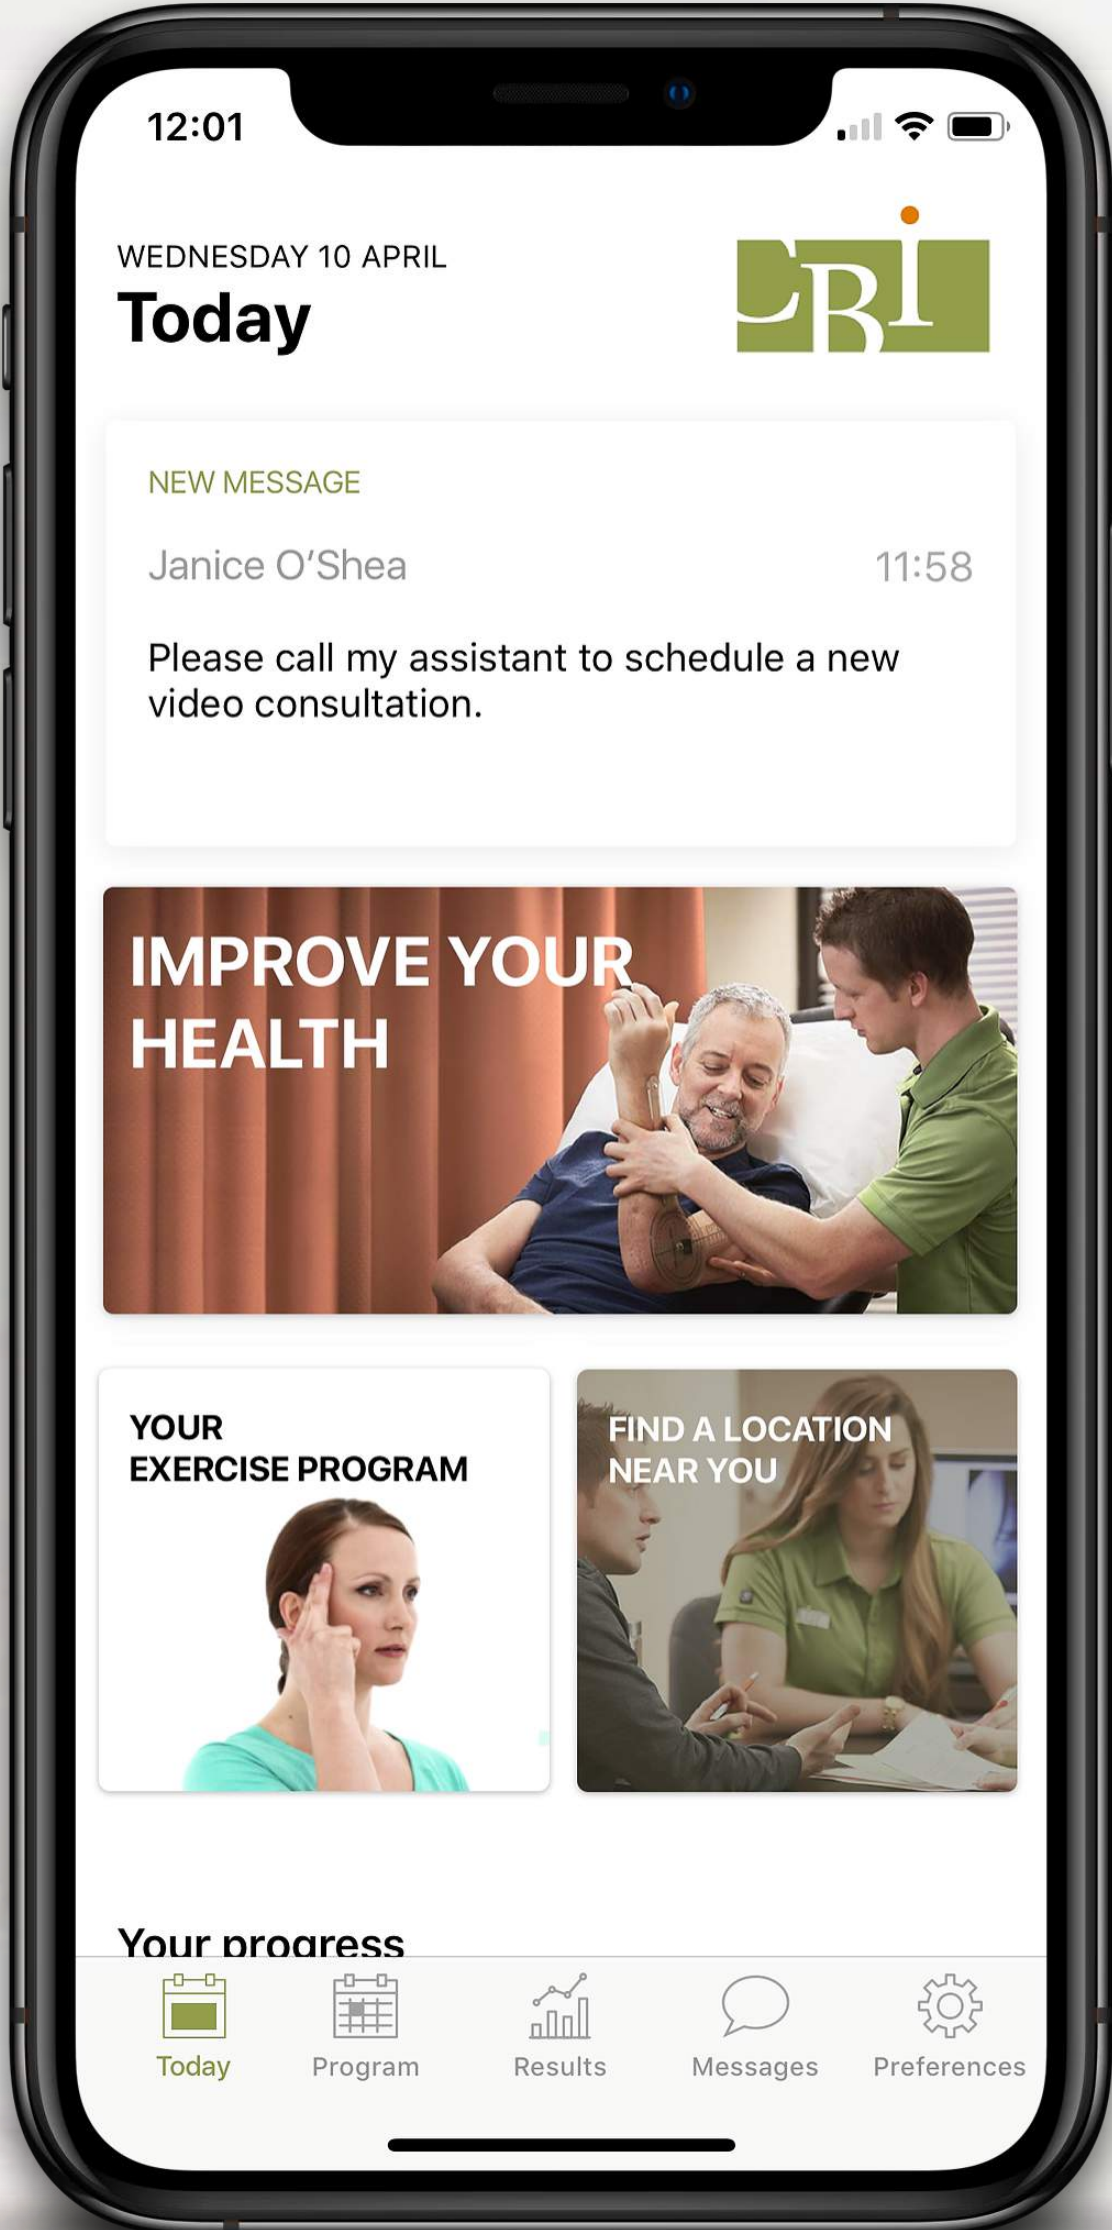 12:01
WEDNESDAY 10 APRIL
Today
CBI
NEW MESSAGE
Janice O'Shea 11:58
Please call my assistant to schedule a new
video consultation.
IMPROVE YOUR
HEALTH
YOUR
EXERCISE PROGRAM
FIND A LOCATION
NEAR YOU
Your progress
Today Program Results Messages Preferences